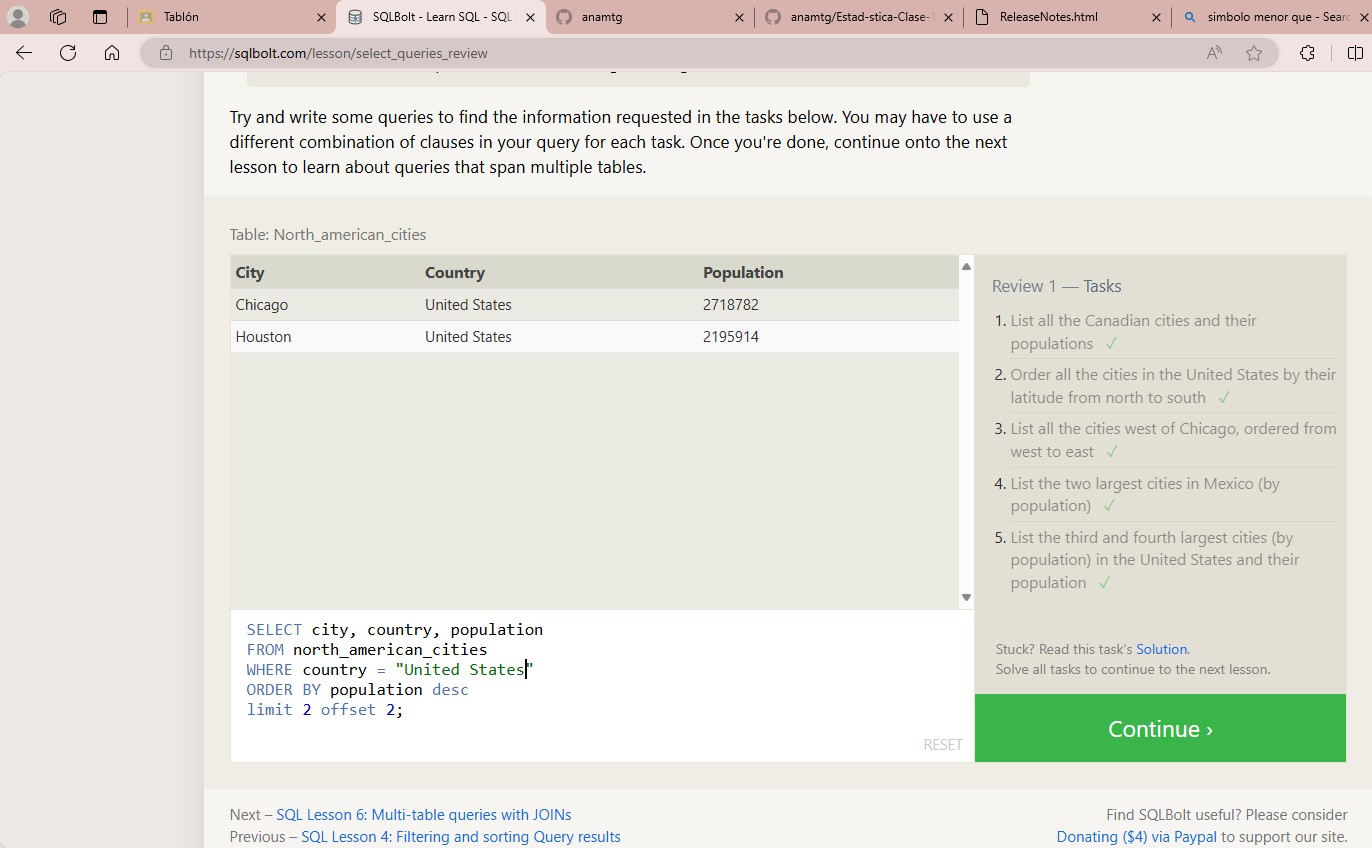 Tablón
SQLBolt - Learn SQL - SQL
anamtg
anamtg/Estad-stica-Clase-1
ReleaseNotes.html
simbolo menor que - Searc
https://sqlbolt.com/lesson/select_queries_review
Try and write some queries to find the information requested in the tasks below. You may have to use a
different combination of clauses in your query for each task. Once you're done, continue onto the next
lesson to learn about queries that span multiple tables.
Table: North_american_cities
City Country Population
Chicago United States 2718782
Houston United States 2195914
Review 1 — Tasks
1. List all the Canadian cities and their
populations ✓
2. Order all the cities in the United States by their
latitude from north to south ✓
3. List all the cities west of Chicago, ordered from
west to east ✓
4. List the two largest cities in Mexico (by
population) ✓
5. List the third and fourth largest cities (by
population) in the United States and their
population ✓
Stuck? Read this task's Solution.
Solve all tasks to continue to the next lesson.
SELECT city, country, population
FROM north_american_cities
WHERE country = "United States"
ORDER BY population desc
limit 2 offset 2;
RESET
Continue ›
Next – SQL Lesson 6: Multi-table queries with JOINs
Previous – SQL Lesson 4: Filtering and sorting Query results
Find SQLBolt useful? Please consider
Donating ($4) via Paypal to support our site.